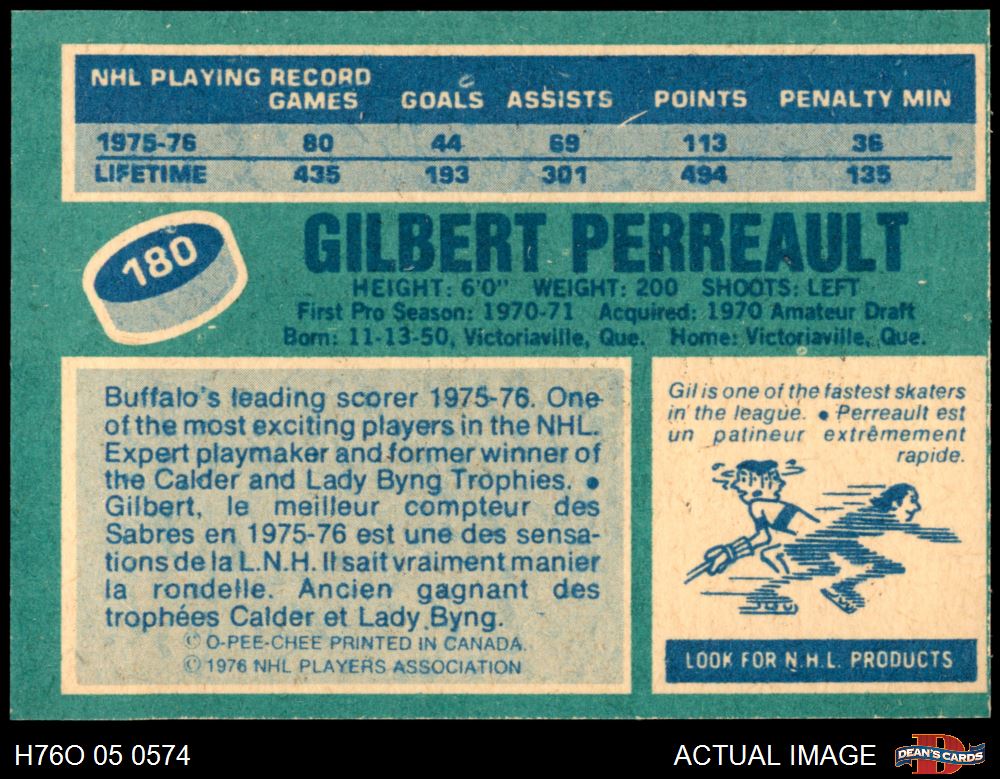 NHL PLAYING RECORD
GAMES GOALS ASSISTS POINTS PENALTY MIN
1975-76 80 44 69 113 36
LIFETIME 435 193 301 494 135
180
GILBERT PERREAULT
HEIGHT: 6'0" WEIGHT: 200 SHOOTS: LEFT
First Pro Season: 1970-71 Acquired: 1970 Amateur Draft
Born: 11-13-50, Victoriaville, Que. Home: Victoriaville, Que.
Buffalo's leading scorer 1975-76. One
of the most exciting players in the NHL.
Expert playmaker and former winner of
the Calder and Lady Byng Trophies. ●
Gilbert, le meilleur compteur des
Sabres en 1975-76 est une des sensa-
tions de la L.N.H. Il sait vraiment manier
la rondelle. Ancien gagnant des
trophées Calder et Lady Byng.
© O-PEE-CHEE PRINTED IN CANADA.
© 1976 NHL PLAYERS ASSOCIATION
Gil is one of the fastest skaters
in the league. ● Perreault est
un patineur extrêmement
rapide.
LOOK FOR N.H.L. PRODUCTS
H76O 05 0574
ACTUAL IMAGE
DEAN'S CARDS